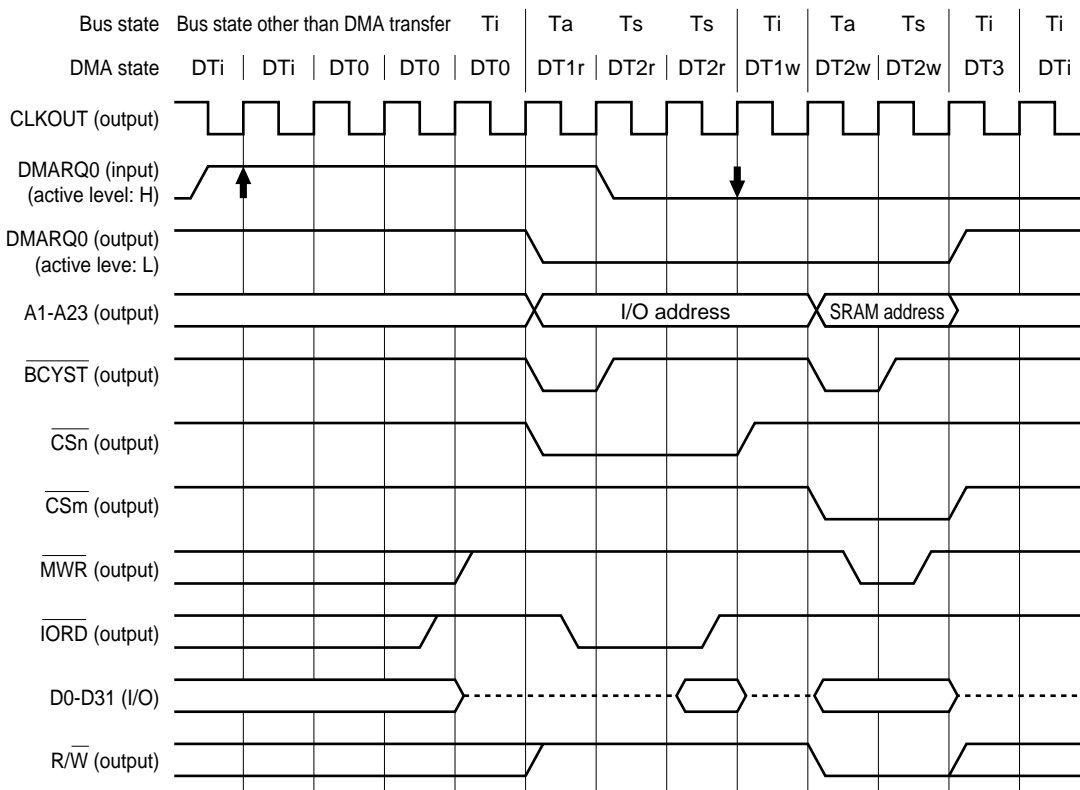 Bus state Bus state other than DMA transfer Ti Ta Ts Ts Ti Ta Ts Ti Ti
DMA state DTi DTi DT0 DT0 DT0 DT1r DT2r DT2r DT1w DT2w DT2w DT3 DTi
CLKOUT (output)
DMARQ0 (input)
(active level: H)
DMARQ0 (output)
(active leve: L)
A1-A23 (output) I/O address SRAM address
BCYST (output)
CSn (output)
CSm (output)
MWR (output)
IORD (output)
D0-D31 (I/O)
R/W (output)